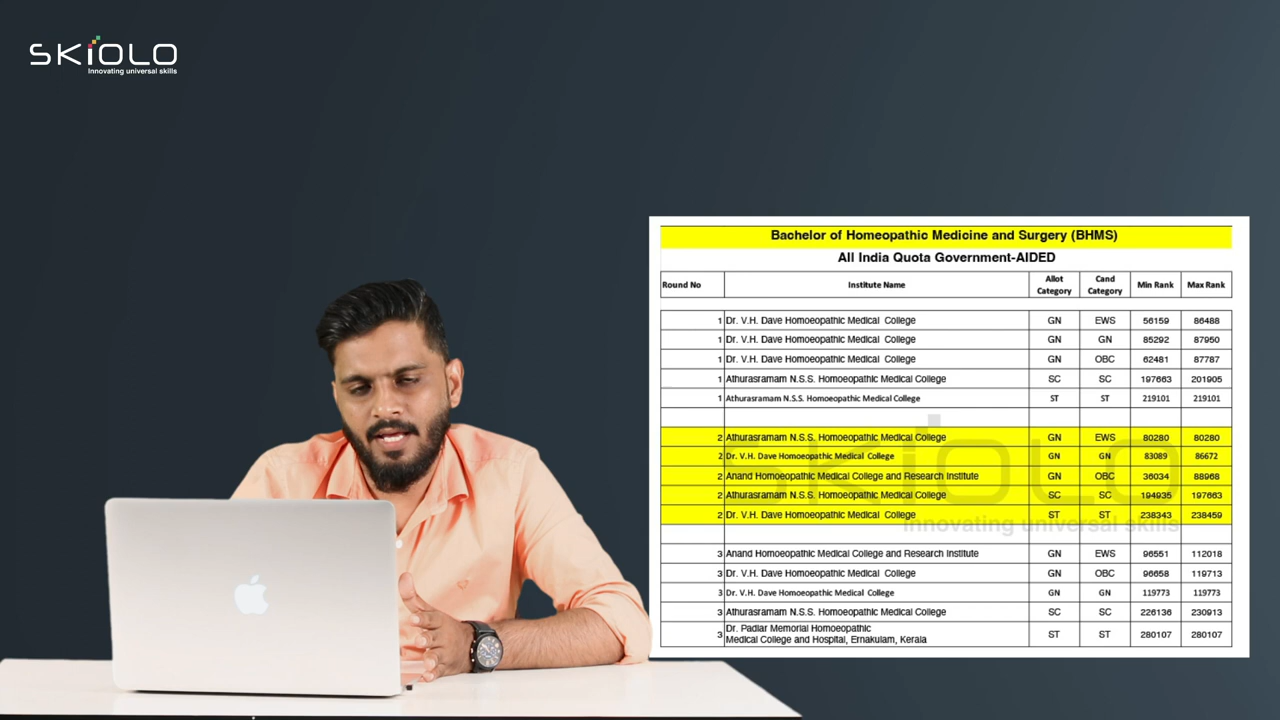 SKIOLO
Innovating universal skills
Bachelor of Homeopathic Medicine and Surgery (BHMS)
All India Quota Government-AIDED
Round No Institute Name Allot Category Cand Category Min Rank Max Rank
1 Dr. V.H. Dave Homoeopathic Medical College GN EWS 56159 86488
1 Dr. V.H. Dave Homoeopathic Medical College GN GN 85292 87950
1 Dr. V.H. Dave Homoeopathic Medical College GN OBC 62481 87787
1 Athurasramam N.S.S. Homoeopathic Medical College SC SC 197663 201905
1 Athurasramam N.S.S. Homoeopathic Medical College ST ST 219101 219101
2 Athurasramam N.S.S. Homoeopathic Medical College GN EWS 80280 80280
2 Dr. V.H. Dave Homoeopathic Medical College GN GN 83089 86672
2 Anand Homoeopathic Medical College and Research Institute GN OBC 36034 88968
2 Athurasramam N.S.S. Homoeopathic Medical College SC SC 194935 197663
2 Dr. V.H. Dave Homoeopathic Medical College ST ST 238343 238459
SKIOLO
Innovating universal skills
3 Anand Homoeopathic Medical College and Research Institute GN EWS 96551 112018
3 Dr. V.H. Dave Homoeopathic Medical College GN OBC 96658 119713
3 Dr. V.H. Dave Homoeopathic Medical College GN GN 119773 119773
3 Athurasramam N.S.S. Homoeopathic Medical College SC SC 226136 230913
3 Dr. Padiar Memorial Homoeopathic
Medical College and Hospital, Ernakulam, Kerala ST ST 280107 280107